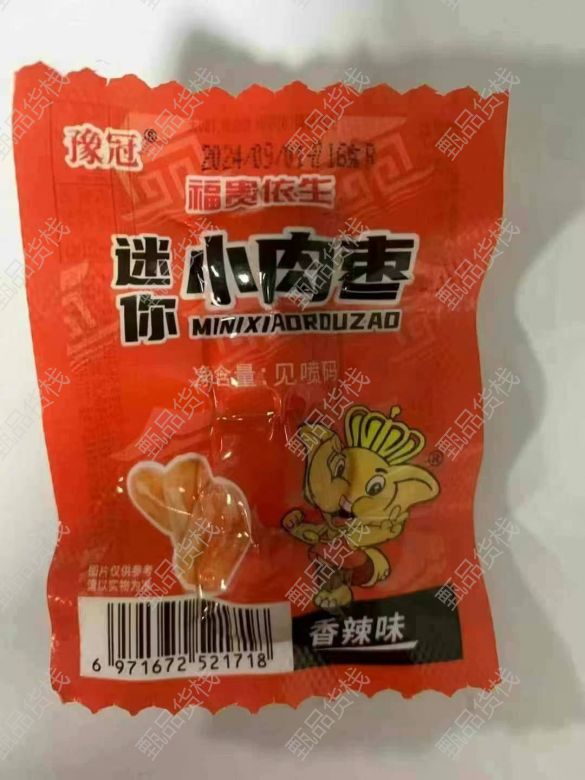 豫冠®
2024/09/01
福贵依生
迷你
小肉枣
MINIXIAOROUZAO
净含量:见喷码
®
图片仅供参考
请以实物为准
香辣味
6 971672 521718
甄品货栈